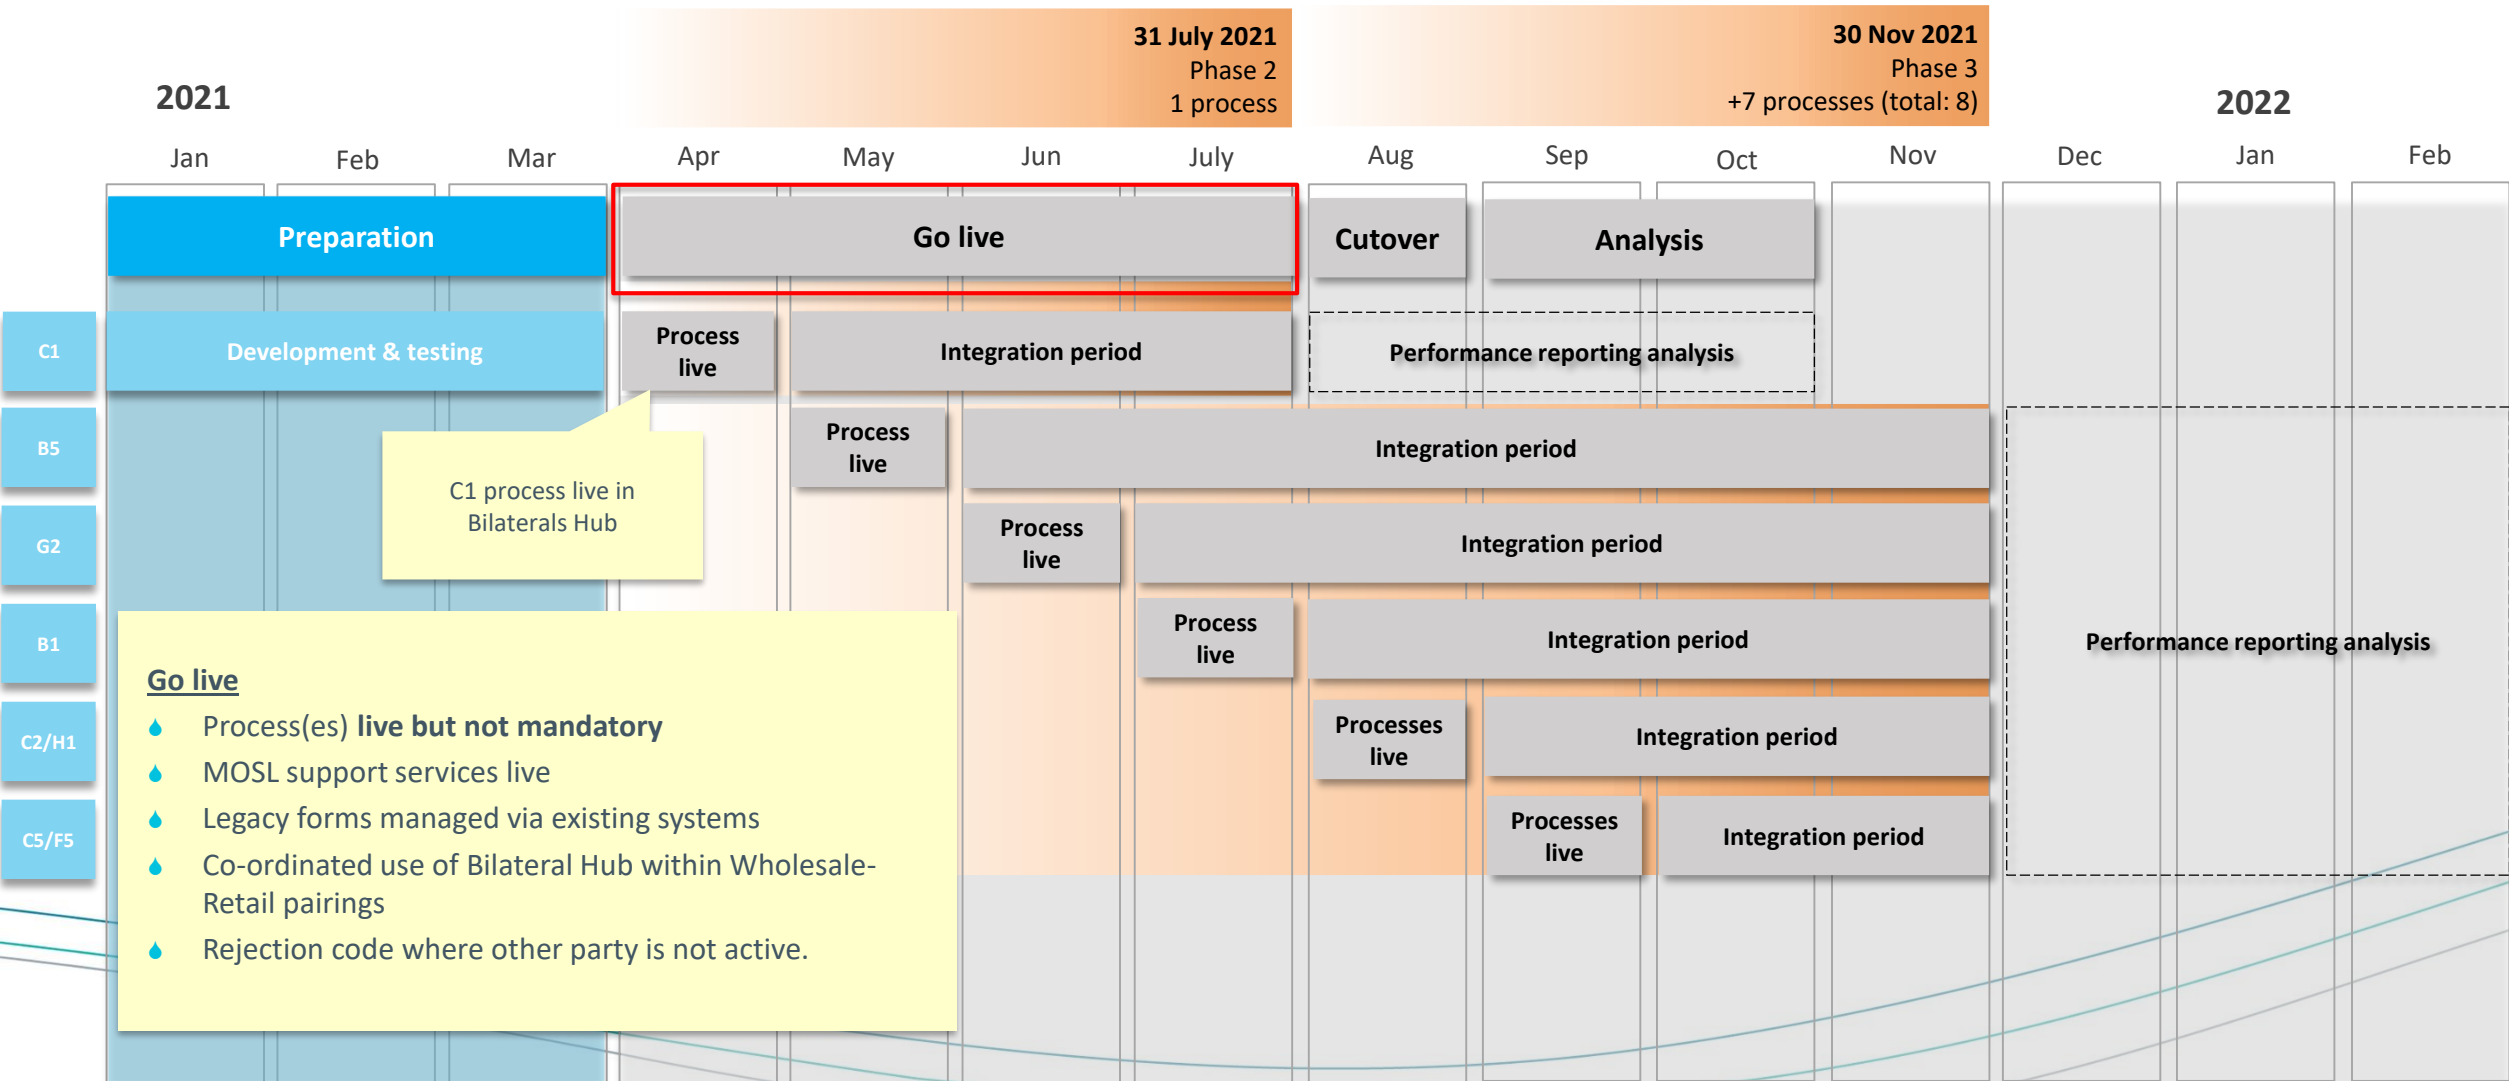 31 July 2021
Phase 2
1 process
30 Nov 2021
Phase 3
+7 processes (total: 8)
2021
2022
Jan
Feb
Mar
Apr
May
Jun
July
Aug
Sep
Oct
Nov
Dec
Jan
Feb
Preparation
Go live
Cutover
Analysis
C1
Development & testing
Process
live
Integration period
Performance reporting analysis
B5
Process
live
Integration period
C1 process live in
Bilaterals Hub
G2
Process
live
Integration period
B1
Process
live
Integration period
Performance reporting analysis
C2/H1
Processes
live
Integration period
C5/F5
Processes
live
Integration period
Go live
Process(es) live but not mandatory
MOSL support services live
Legacy forms managed via existing systems
Co-ordinated use of Bilateral Hub within Wholesale-
Retail pairings
Rejection code where other party is not active.